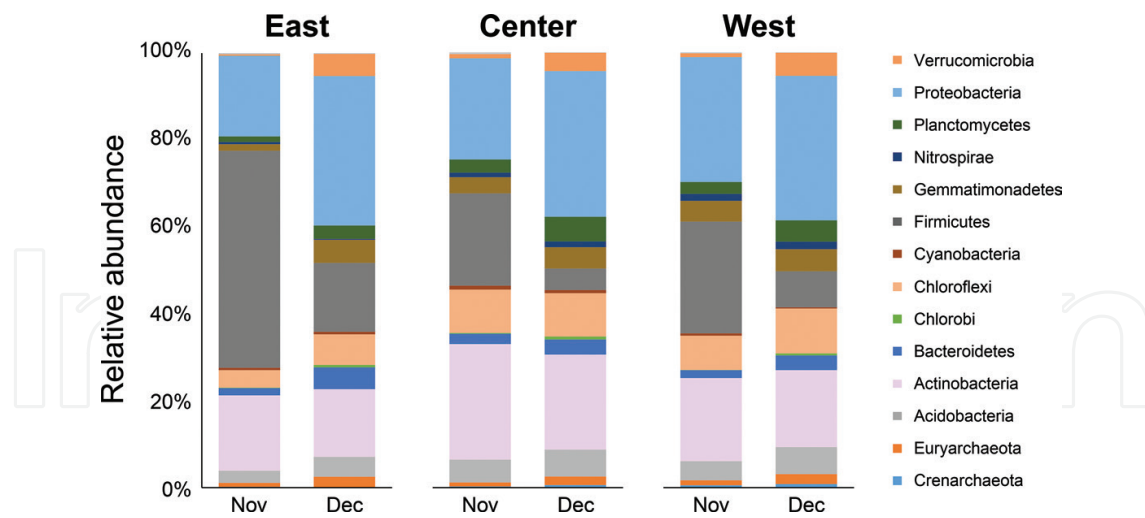 East Center West
100%
80%
60%
40%
20%
0%
Relative abundance
Nov Dec Nov Dec Nov Dec
Verrucomicrobia
Proteobacteria
Planctomycetes
Nitrospirae
Gemmatimonadetes
Firmicutes
Cyanobacteria
Chloroflexi
Chlorobi
Bacteroidetes
Actinobacteria
Acidobacteria
Euryarchaeota
Crenarchaeota